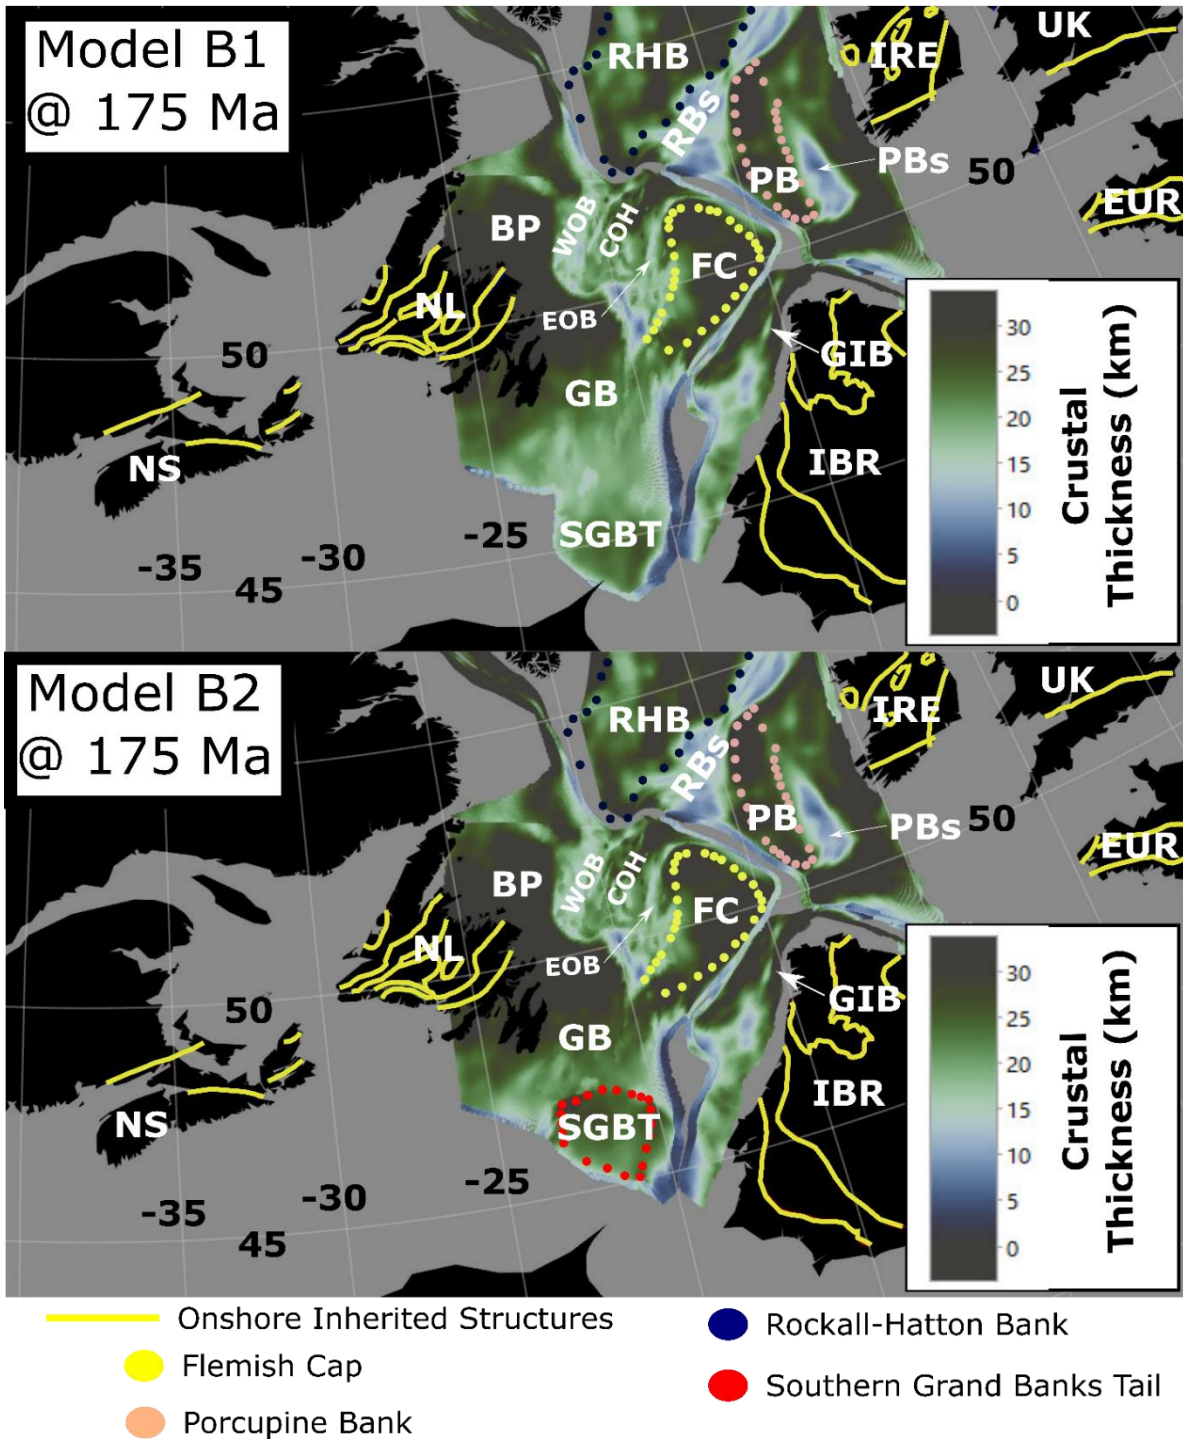 Model B1
@ 175 Ma
RHB
RBs
IRE
UK
PB
PBs
50
EUR
BP
WOB
COH
FC
EOB
NL
GIB
50
GB
NS
IBR
SGBT
-25
-30
-35
45
30
25
20
15
10
5
0
Crustal
Thickness (km)
Model B2
@ 175 Ma
RHB
RBs
IRE
UK
PB
PBs
50
EUR
BP
WOB
COH
FC
EOB
NL
GIB
50
GB
NS
IBR
SGBT
-25
-30
-35
45
30
25
20
15
10
5
0
Crustal
Thickness (km)
Onshore Inherited Structures
Flemish Cap
Porcupine Bank
Rockall-Hatton Bank
Southern Grand Banks Tail